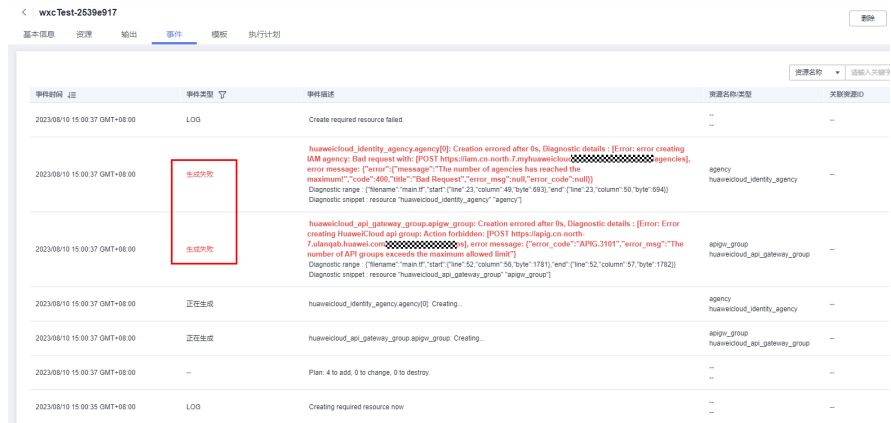 < wxcTest-2539e917
删除
基本信息 资源 输出 事件 模板 执行计划
资源名称 请输入关键字
事件时间 事件类型 事件描述 资源名称/类型 关联资源ID
2023/08/10 15:00:37 GMT+08:00 LOG Create required resource failed. -- -- --
huaweicloud_identity_agency.agency[0]: Creation errored after 0s, Diagnostic details : [Error: error creating
IAM agency: Bad request with: [POST https://iam.cn-north-7.myhuaweicloud agencies],
error message: {"error":{"message":"The number of agencies has reached the
maximum!","code":400,"title":"Bad Request","error_msg":null,"error_code":null}}
Diagnostic range : {"filename":"main.tf","start":{"line":23,"column":49,"byte":693},"end":{"line":23,"column":50,"byte":694}}
Diagnostic snippet : resource "huaweicloud_identity_agency" "agency"]
2023/08/10 15:00:37 GMT+08:00 生成失败 agency --
huaweicloud_identity_agency
huaweicloud_api_gateway_group.apigw_group: Creation errored after 0s, Diagnostic details : [Error: Error
creating HuaweiCloud api group: Action forbidden: [POST https://apig.cn-north-
7.ulanqab.huawei.com s], error message: {"error_code":"APIG.3101","error_msg":"The
number of API groups exceeds the maximum allowed limit"}
Diagnostic range : {"filename":"main.tf","start":{"line":52,"column":56,"byte":1781},"end":{"line":52,"column":57,"byte":1782}}
Diagnostic snippet : resource "huaweicloud_api_gateway_group" "apigw_group"]
2023/08/10 15:00:37 GMT+08:00 生成失败 apigw_group --
huaweicloud_api_gateway_group
2023/08/10 15:00:37 GMT+08:00 正在生成 huaweicloud_identity_agency.agency[0]: Creating... agency --
huaweicloud_identity_agency
2023/08/10 15:00:37 GMT+08:00 正在生成 huaweicloud_api_gateway_group.apigw_group: Creating... apigw_group --
huaweicloud_api_gateway_group
2023/08/10 15:00:37 GMT+08:00 -- Plan: 4 to add, 0 to change, 0 to destroy. -- -- --
2023/08/10 15:00:35 GMT+08:00 LOG Creating required resource now -- -- --